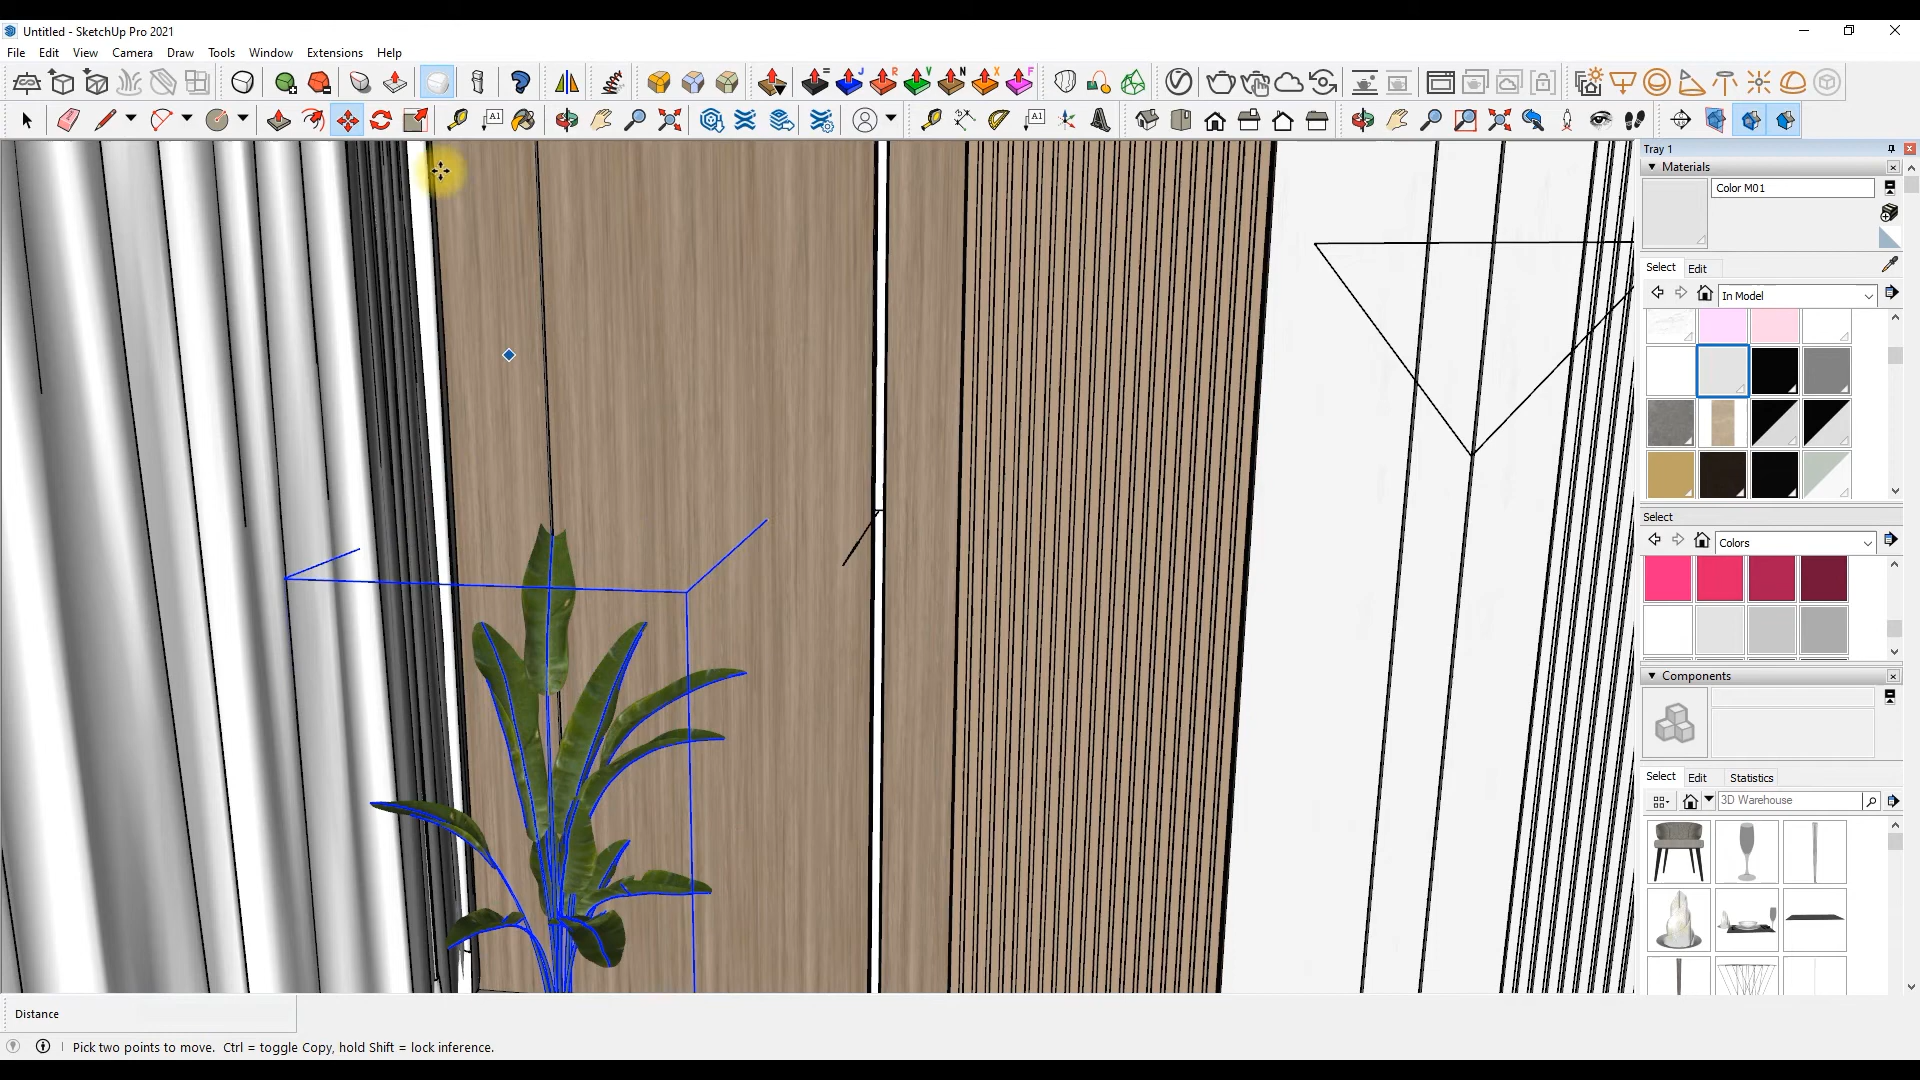 Untitled - SketchUp Pro 2021
File Edit View Camera Draw Tools Window Extensions Help
Tray 1
Materials
Color M01
Select Edit
In Model
Select
Colors
Components
Select Edit Statistics
3D Warehouse
Distance
Pick two points to move. Ctrl = toggle Copy, hold Shift = lock inference.